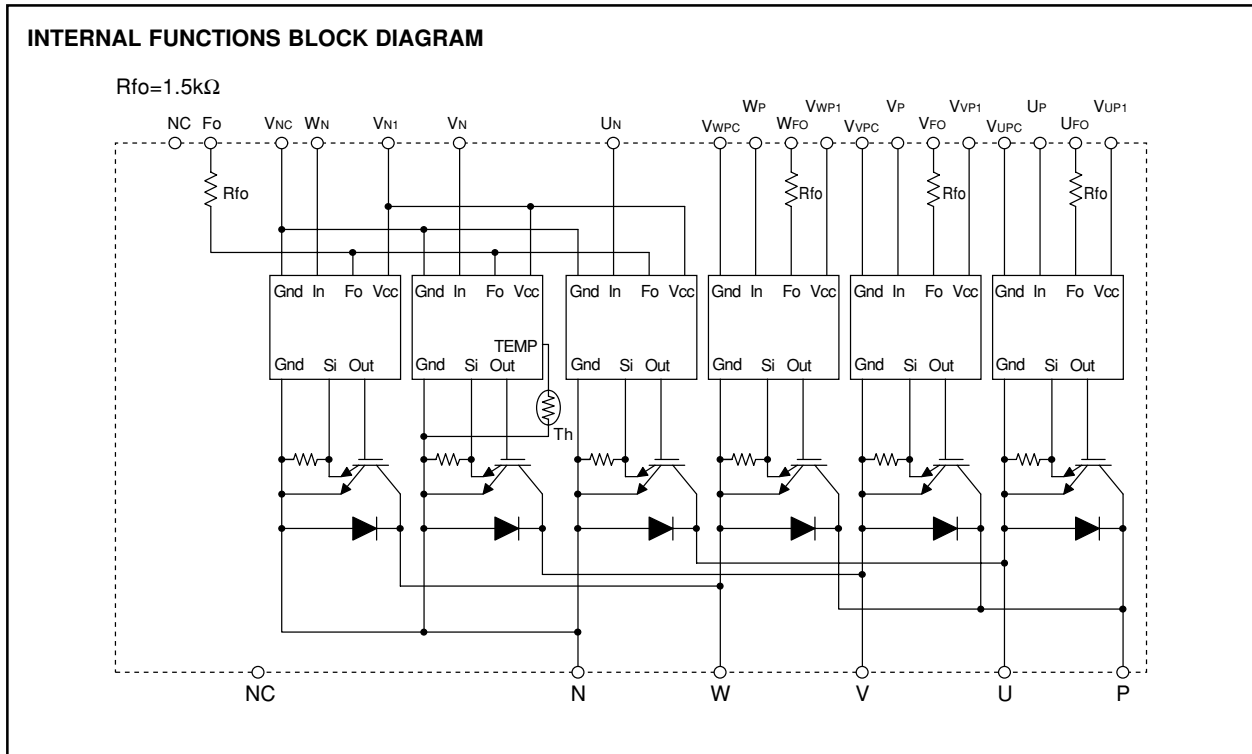 INTERNAL FUNCTIONS BLOCK DIAGRAM
Rfo=1.5kΩ
NC Fo VNC WN VN1 VN UN VWPC WP WFO VWP1 VVPC VP VFO VVP1 VUPC UP UFO VUP1
Rfo Rfo Rfo Rfo
Gnd In Fo Vcc Gnd In Fo Vcc Gnd In Fo Vcc Gnd In Fo Vcc Gnd In Fo Vcc Gnd In Fo Vcc
TEMP
Gnd Si Out Gnd Si Out Gnd Si Out Gnd Si Out Gnd Si Out Gnd Si Out
Th
NC N W V U P